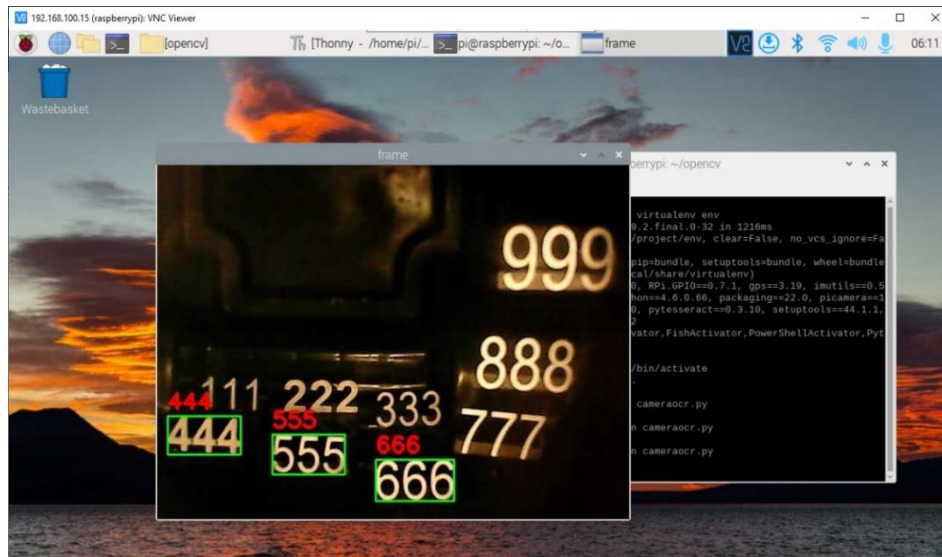 192.168.100.15 (raspberrypi): VNC Viewer
[opencv]
[Thonny - /home/pi/...
pi@raspberrypi: ~/o...
frame
06:11
Wastebasket
frame
berrypi: ~/opencv
virtualenv env
9.2.final.0-32 in 1216ms
/project/env, clear=False, no_vcs_ignore=Fa
pip=bundle, setuptools=bundle, wheel=bundle
cal/share/virtualenv)
0, RPi.GPIO==0.7.1, gps==3.19, imutils==0.5
hon==4.6.0.66, packaging==22.0, picamera==1
0, pytesseract==0.3.10, setuptools==44.1.1,
2
vator,FishActivator,PowerShellActivator,Pyt
/bin/activate
.
cameraocr.py
n cameraocr.py
n cameraocr.py
999
888
111 222 333 777
444 555 666
444 555 666